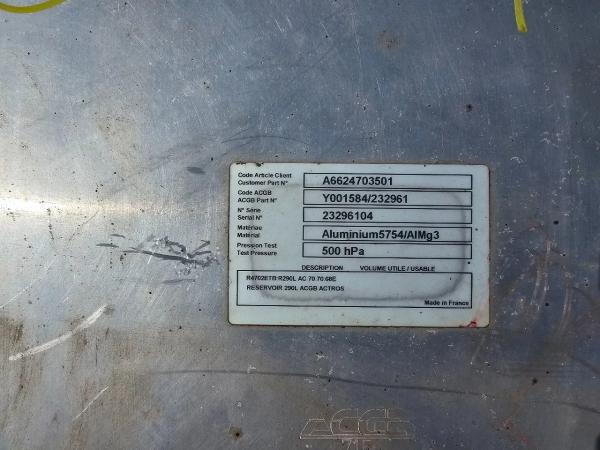 Code Article Client
Customer Part N° A6624703501
Code ACGB
ACGB Part N° Y001584/232961
N° Série
Serial N° 23296104
Matériae
Material Aluminium5754/AlMg3
Pression Test
Test Pressure 500 hPa
DESCRIPTION VOLUME UTILE / USABLE
R4702ETB:R290L AC 70 70 68E
RESERVOIR 290L ACGB ACTROS
Made in France
ACGB